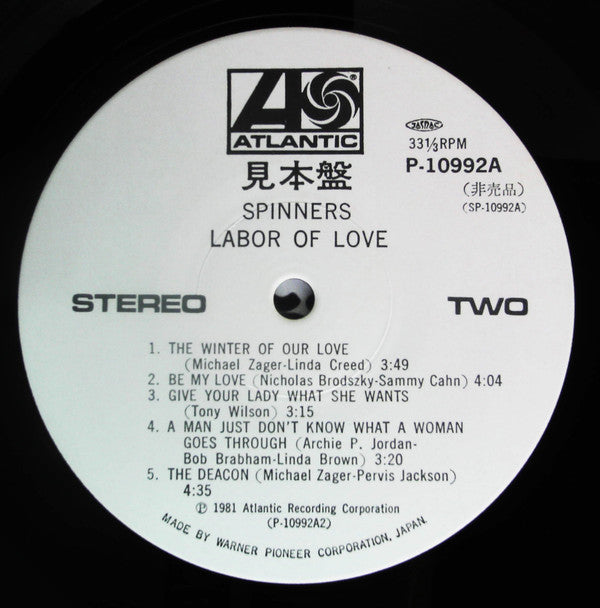 ATLANTIC
®
見本盤
SPINNERS
LABOR OF LOVE
JASRAC
33⅓RPM
P-10992A
(非売品)
(SP-10992A)
STEREO
TWO
1. THE WINTER OF OUR LOVE
(Michael Zager-Linda Creed) 3:49
2. BE MY LOVE (Nicholas Brodszky-Sammy Cahn) 4:04
3. GIVE YOUR LADY WHAT SHE WANTS
(Tony Wilson) 3:15
4. A MAN JUST DON'T KNOW WHAT A WOMAN
GOES THROUGH (Archie P. Jordan-
Bob Brabham-Linda Brown) 3:20
5. THE DEACON (Michael Zager-Pervis Jackson)
4:35
Ⓟ 1981 Atlantic Recording Corporation
(P-10992A2)
MADE BY WARNER PIONEER CORPORATION, JAPAN.